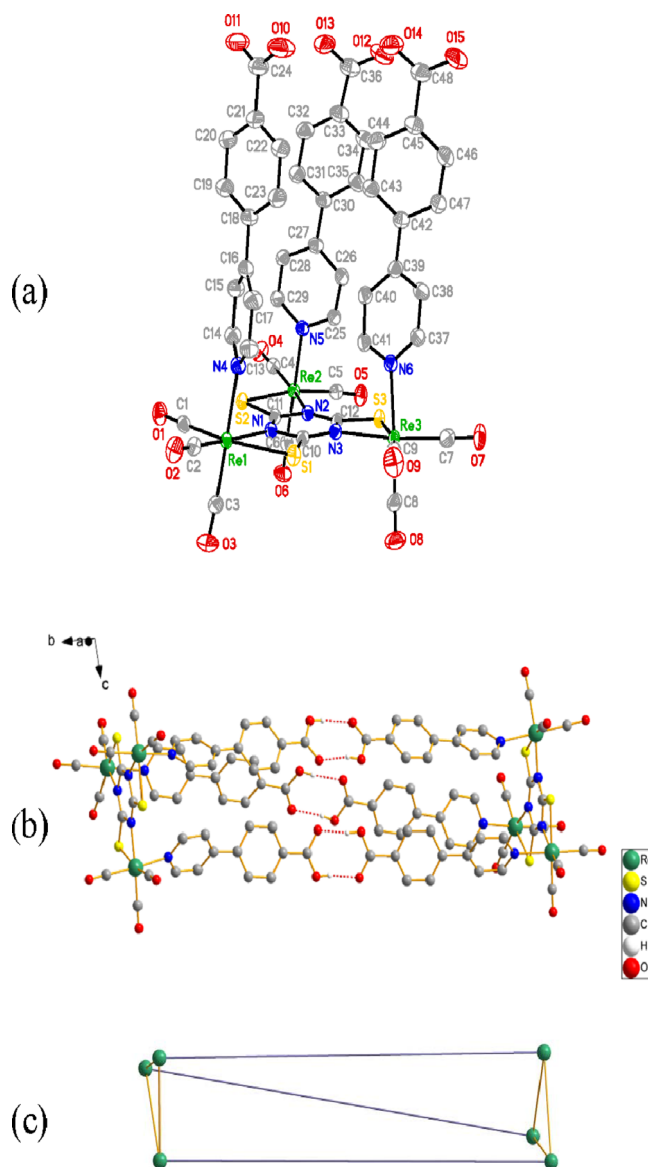 O11 O10 O13 O12 O14 O15
C24 C36 C48
C21 C32 C33 C44 C45
C20 C22 C34 C46
C31 C35 C43
C19 C23 C30 C47
C18 C42
C27 C39
C16 C28 C26 C40 C38
C15 C17 C29
C14 O4 N5 C25 C41 C37
N4 C13 C4 N6
Re2 C5 O5
C1 S2 C11 N2 C12 S3
O1 N1 N3 Re3 C7 O7
O2 C2 Re1 C10 C9
S1 O9
O6
C3 C8
O3 O8
(a)
b a
c
(b)
S
N
C
H
O
(c)